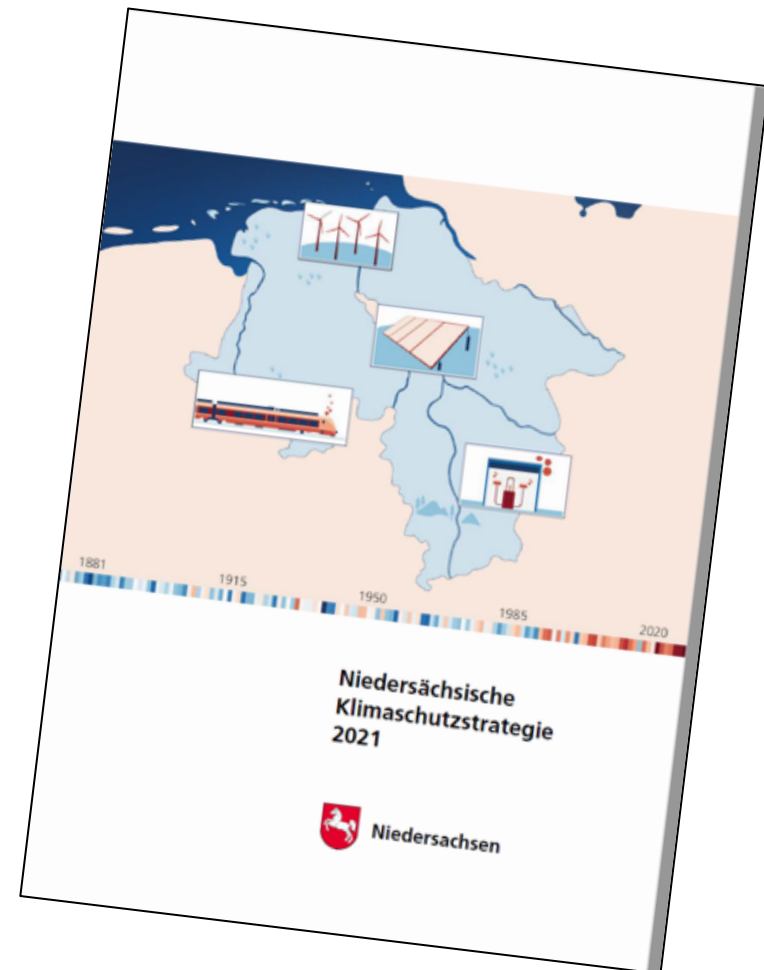 1881
1915
1950
1985
2020
Niedersächsische
Klimaschutzstrategie
2021
Niedersachsen